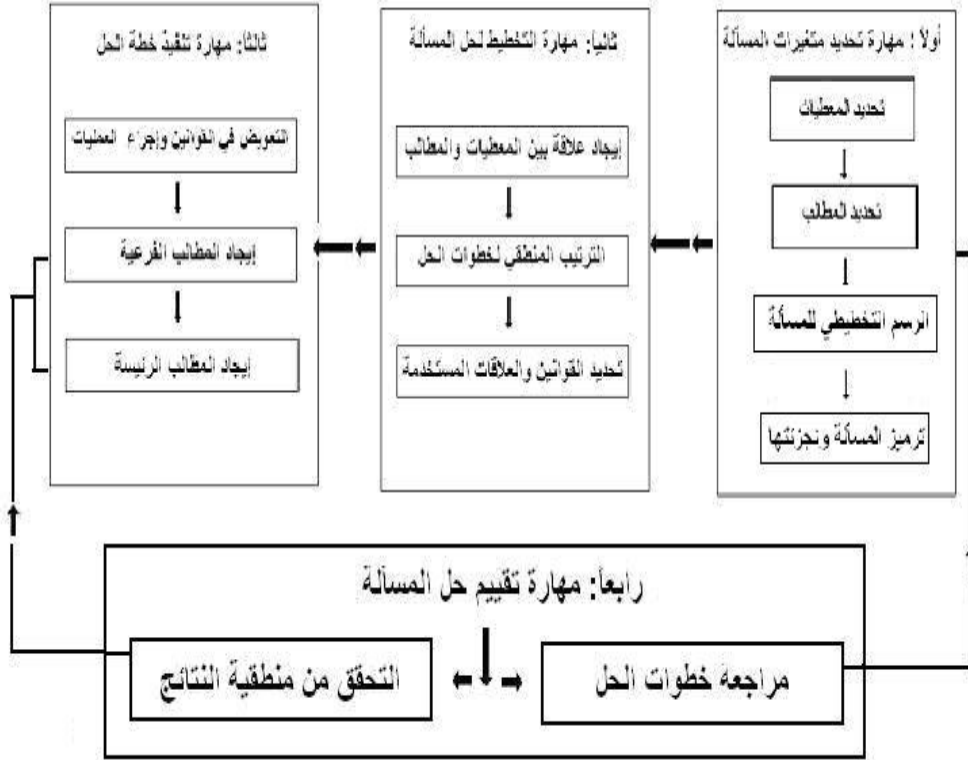 أولاً : مهارة تحديد متغيرات المسألة
تحديد المعطيات
تحديد المطالب
الرسم التخطيطي للمسألة
ترميز المسألة وتجزئتها
ثانياً: مهارة التخطيط لحل المسألة
إيجاد علاقة بين المعطيات والمطالب
الترتيب المنطقي لخطوات الحل
تحديد القوانين والعلاقات المستخدمة
ثالثاً: مهارة تنفيذ خطة الحل
التعويض في القوانين وإجراء العمليات
إيجاد المطالب الفرعية
إيجاد المطالب الرئيسة
رابعاً: مهارة تقييم حل المسألة
مراجعة خطوات الحل
التحقق من منطقية النتائج